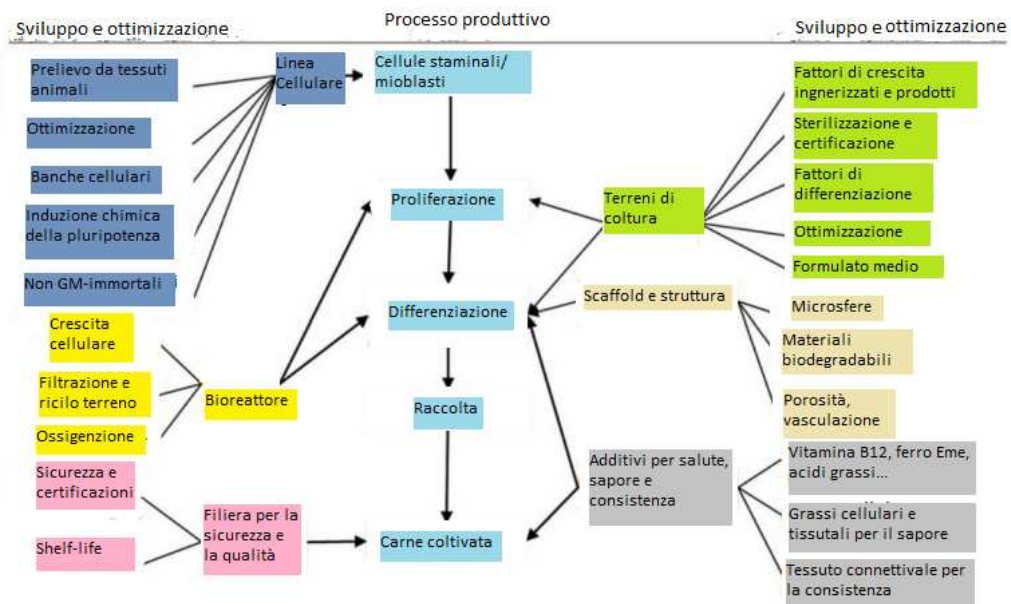 Sviluppo e ottimizzazione
Processo produttivo
Sviluppo e ottimizzazione
Prelievo da tessuti
animali
Ottimizzazione
Banche cellulari
Induzione chimica
della pluripotenza
Non GM-immortali
Linea
Cellulare
Crescita
cellulare
Filtrazione e
ricilo terreno
Ossigenzione
Bioreattore
Sicurezza e
certificazioni
Shelf-life
Filiera per la
sicurezza e
la qualità
Cellule staminali/
mioblasti
Proliferazione
Differenziazione
Raccolta
Carne coltivata
Terreni di
coltura
Scaffold e struttura
Additivi per salute,
sapore e
consistenza
Fattori di crescita
ingnerizzati e prodotti
Sterilizzazione e
certificazione
Fattori di
differenziazione
Ottimizzazione
Formulato medio
Microsfere
Materiali
biodegradabili
Porosità,
vasculazione
Vitamina B12, ferro Eme,
acidi grassi...
Grassi cellulari e
tissutali per il sapore
Tessuto connettivale per
la consistenza